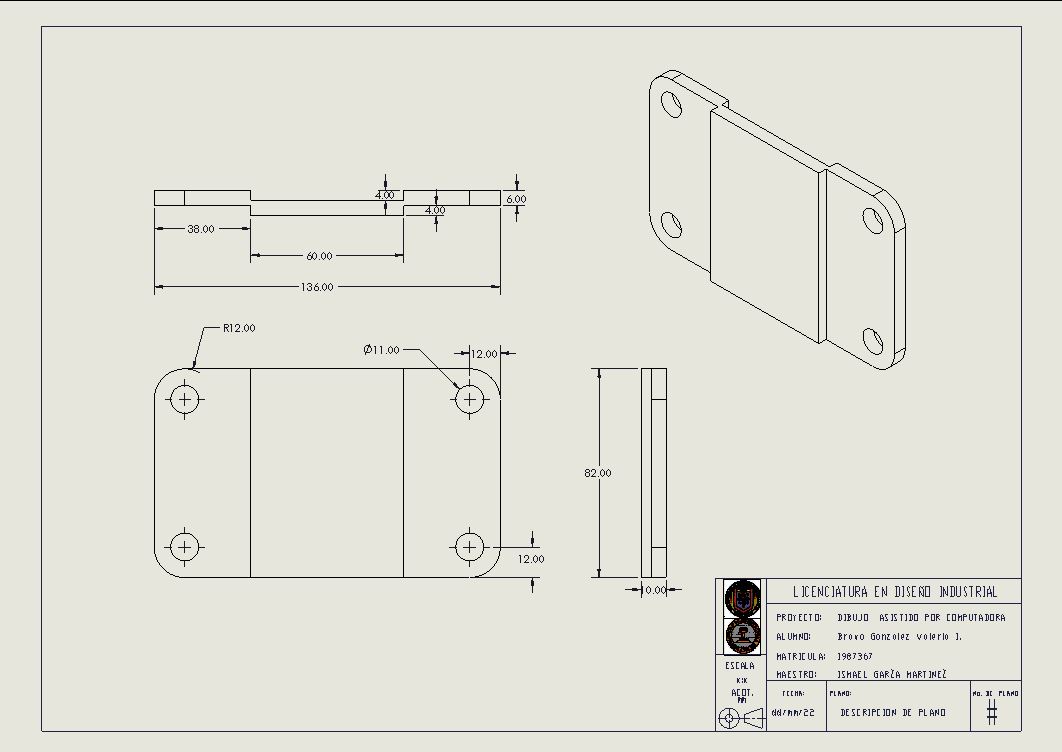 4.00
4.00
6.00
38.00
60.00
136.00
R12.00
Ø11.00
12.00
82.00
12.00
10.00
LICENCIATURA EN DISEÑO INDUSTRIAL
PROYECTO: DIBUJO ASISTIDO POR COMPUTADORA
ALUMNO: Bravo Gonzalez Valeria I.
MATRICULA: 1987367
MAESTRO: ISMAEL GARZA MARTINEZ
ESCALA
X:X
ACOT.
MM
FECHA:
dd/mm/22
PLANO:
DESCRIPCION DE PLANO
NO. DE PLANO
#